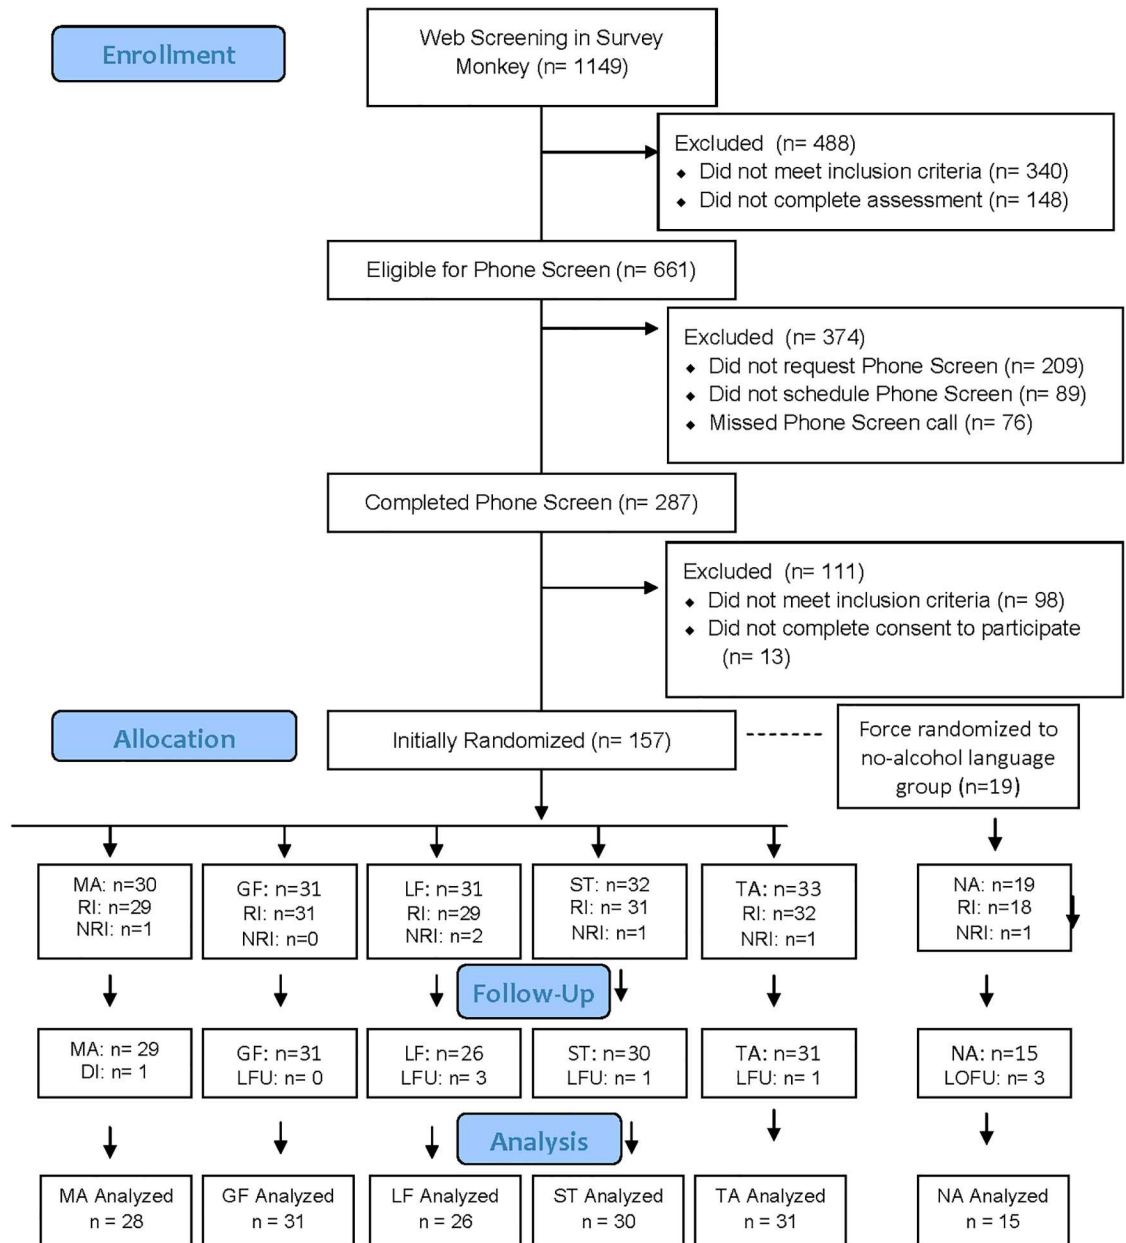 Enrollment
Web Screening in Survey
Monkey (n= 1149)
Excluded (n= 488)
⬥ Did not meet inclusion criteria (n= 340)
⬥ Did not complete assessment (n= 148)
Eligible for Phone Screen (n= 661)
Excluded (n= 374)
⬥ Did not request Phone Screen (n= 209)
⬥ Did not schedule Phone Screen (n= 89)
⬥ Missed Phone Screen call (n= 76)
Completed Phone Screen (n= 287)
Excluded (n= 111)
⬥ Did not meet inclusion criteria (n= 98)
⬥ Did not complete consent to participate
(n= 13)
Allocation
Initially Randomized (n= 157)
Force randomized to
no-alcohol language
group (n=19)
MA: n=30
RI: n=29
NRI: n=1
GF: n=31
RI: n=31
NRI: n=0
LF: n=31
RI: n=29
NRI: n=2
ST: n=32
RI: n= 31
NRI: n=1
TA: n=33
RI: n=32
NRI: n=1
NA: n=19
RI: n=18
NRI: n=1
Follow-Up
MA: n= 29
DI: n= 1
GF: n=31
LFU: n= 0
LF: n=26
LFU: n= 3
ST: n=30
LFU: n= 1
TA: n=31
LFU: n= 1
NA: n=15
LOFU: n= 3
Analysis
MA Analyzed
n = 28
GF Analyzed
n = 31
LF Analyzed
n = 26
ST Analyzed
n = 30
TA Analyzed
n = 31
NA Analyzed
n = 15